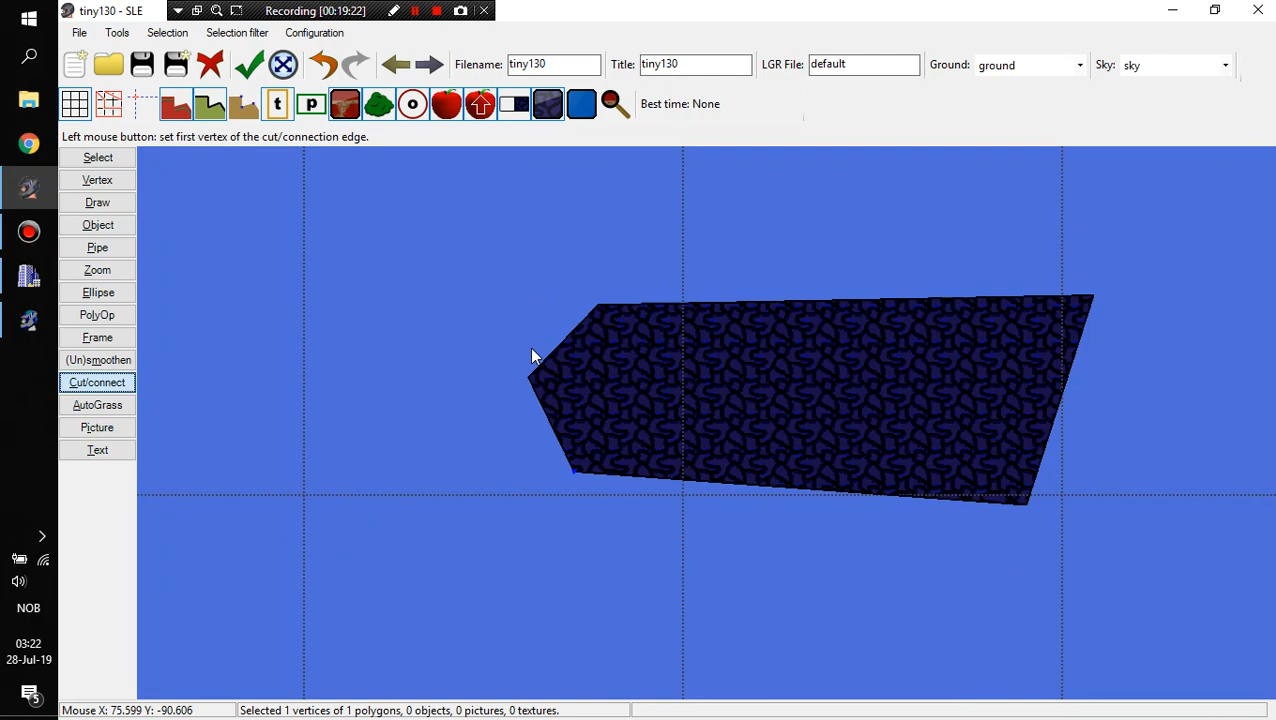 tiny130 - SLE
Recording [00:19:22]
File Tools Selection Selection filter Configuration
Filename: tiny130 Title: tiny130 LGR File: default Ground: ground Sky: sky
t p o Best time: None
Left mouse button: set first vertex of the cut/connection edge.
Select
Vertex
Draw
Object
Pipe
Zoom
Ellipse
PolyOp
Frame
(Un)smoothen
Cut/connect
AutoGrass
Picture
Text
NOB
03:22
28-Jul-19
5
Mouse X: 75.599 Y: -90.606 Selected 1 vertices of 1 polygons, 0 objects, 0 pictures, 0 textures.